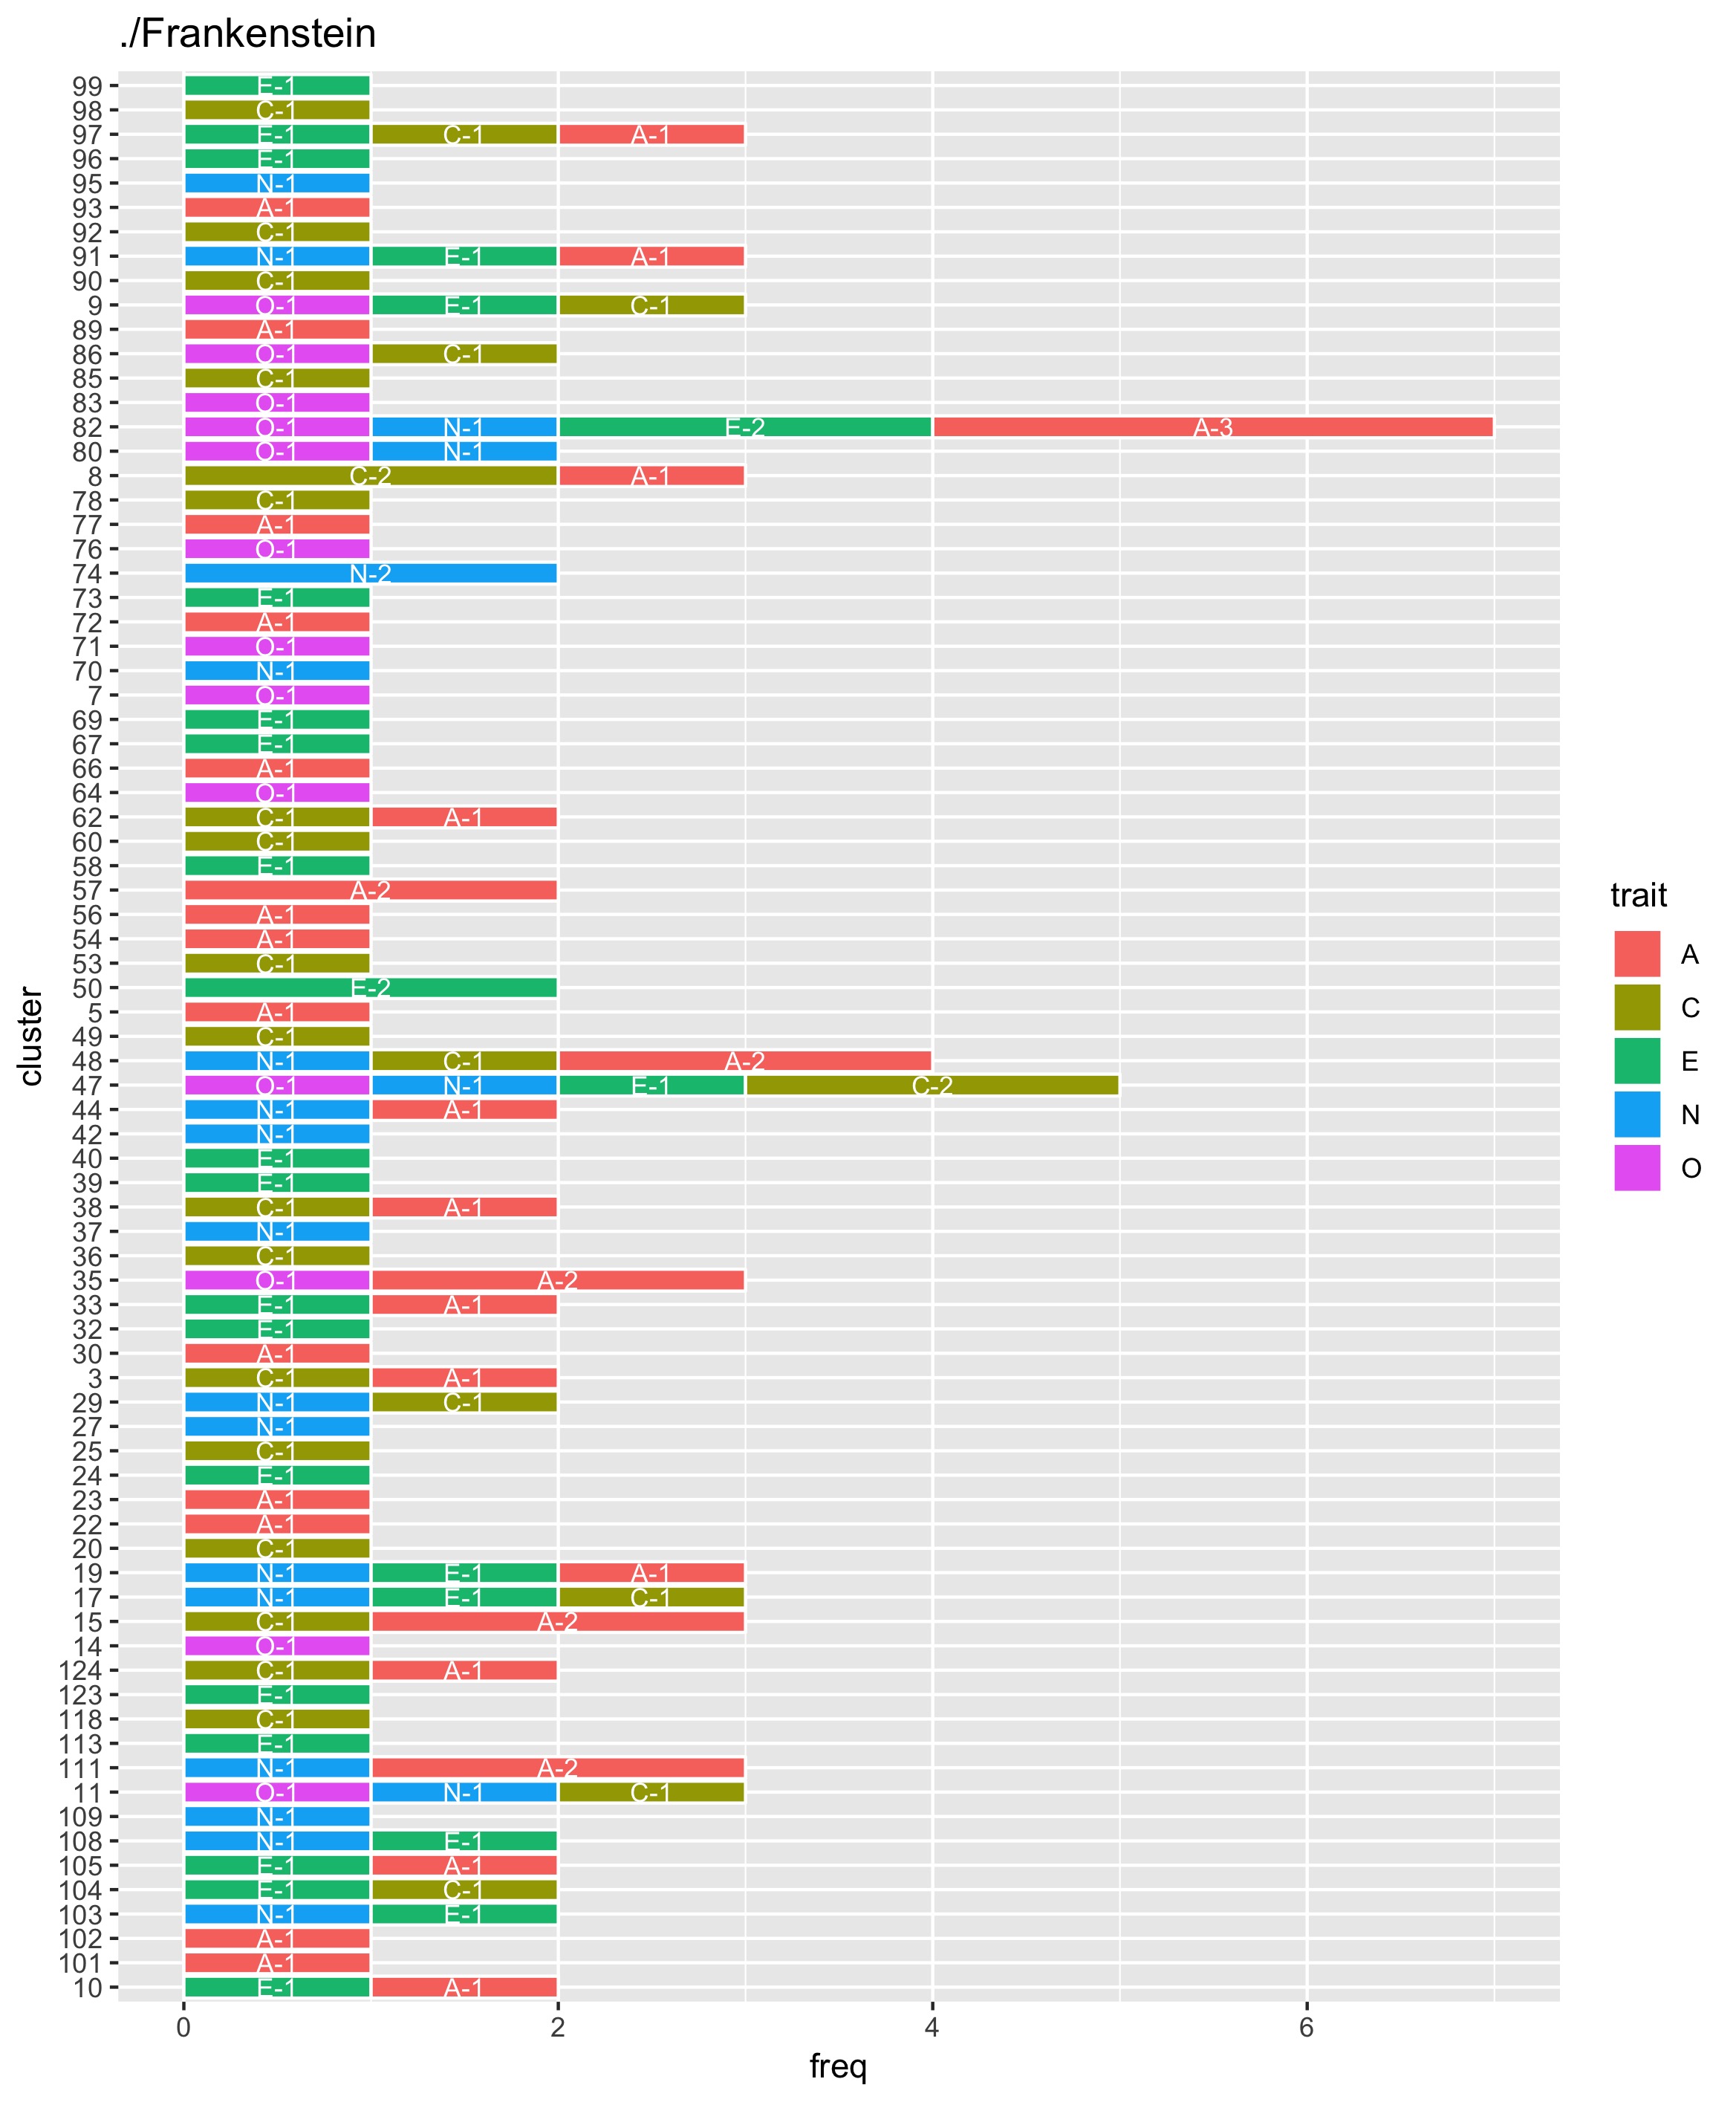 ./Frankenstein
99 E-1
98 C-1
97 E-1 C-1 A-1
96 E-1
95 N-1
93 A-1
92 C-1
91 N-1 E-1 A-1
90 C-1
9 O-1 E-1 C-1
89 A-1
86 O-1 C-1
85 C-1
83 O-1
82 O-1 N-1 E-2 A-3
80 O-1 N-1
8 C-2 A-1
78 C-1
77 A-1
76 O-1
74 N-2
73 E-1
72 A-1
71 O-1
70 N-1
7 O-1
69 E-1
67 E-1
66 A-1
64 O-1
62 C-1 A-1
60 C-1
58 E-1
57 A-2
56 A-1
54 A-1
53 C-1
50 E-2
5 A-1
49 C-1
48 N-1 C-1 A-2
47 O-1 N-1 E-1 C-2
44 N-1 A-1
42 N-1
40 E-1
39 E-1
38 C-1 A-1
37 N-1
36 C-1
35 O-1 A-2
33 E-1 A-1
32 E-1
30 A-1
3 C-1 A-1
29 N-1 C-1
27 N-1
25 C-1
24 E-1
23 A-1
22 A-1
20 C-1
19 N-1 E-1 A-1
17 N-1 E-1 C-1
15 C-1 A-2
14 O-1
124 C-1 A-1
123 E-1
118 C-1
113 E-1
111 N-1 A-2
11 O-1 N-1 C-1
109 N-1
108 N-1 E-1
105 E-1 A-1
104 E-1 C-1
103 N-1 E-1
102 A-1
101 A-1
10 E-1 A-1
0 2 4 6
freq
cluster
trait
A
C
E
N
O